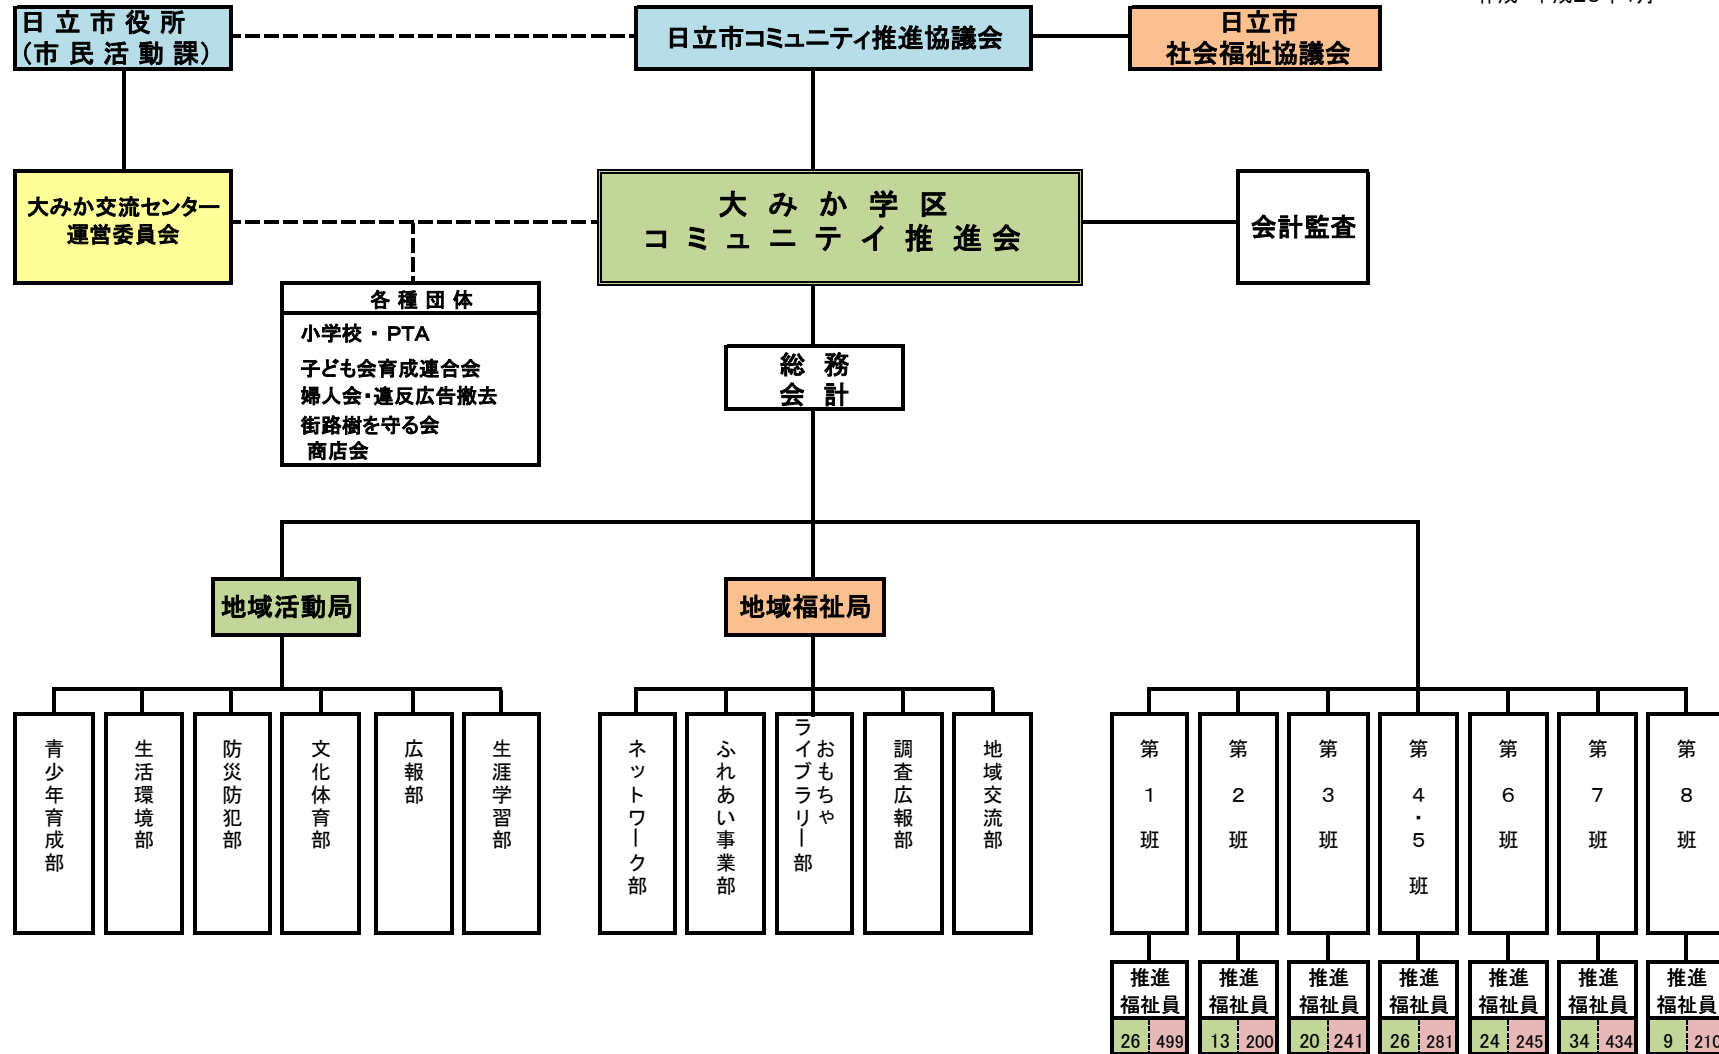 日立市役所
(市民活動課)
日立市コミュニティ推進協議会
日立市
社会福祉協議会
大みか交流センター
運営委員会
大みか学区
コミュニテイ推進会
会計監査
各種団体
小学校・PTA
子ども会育成連合会
婦人会・違反広告撤去
街路樹を守る会
商店会
総務
会計
地域活動局
地域福祉局
青少年育成部
生活環境部
防災防犯部
文化体育部
広報部
生涯学習部
ネットワーク部
ふれあい事業部
おもちゃ
ライブラリー部
調査広報部
地域交流部
第1班
第2班
第3班
第4・5班
第6班
第7班
第8班
推進
福祉員
26 499
推進
福祉員
13 200
推進
福祉員
20 241
推進
福祉員
26 281
推進
福祉員
24 245
推進
福祉員
34 434
推進
福祉員
9 210